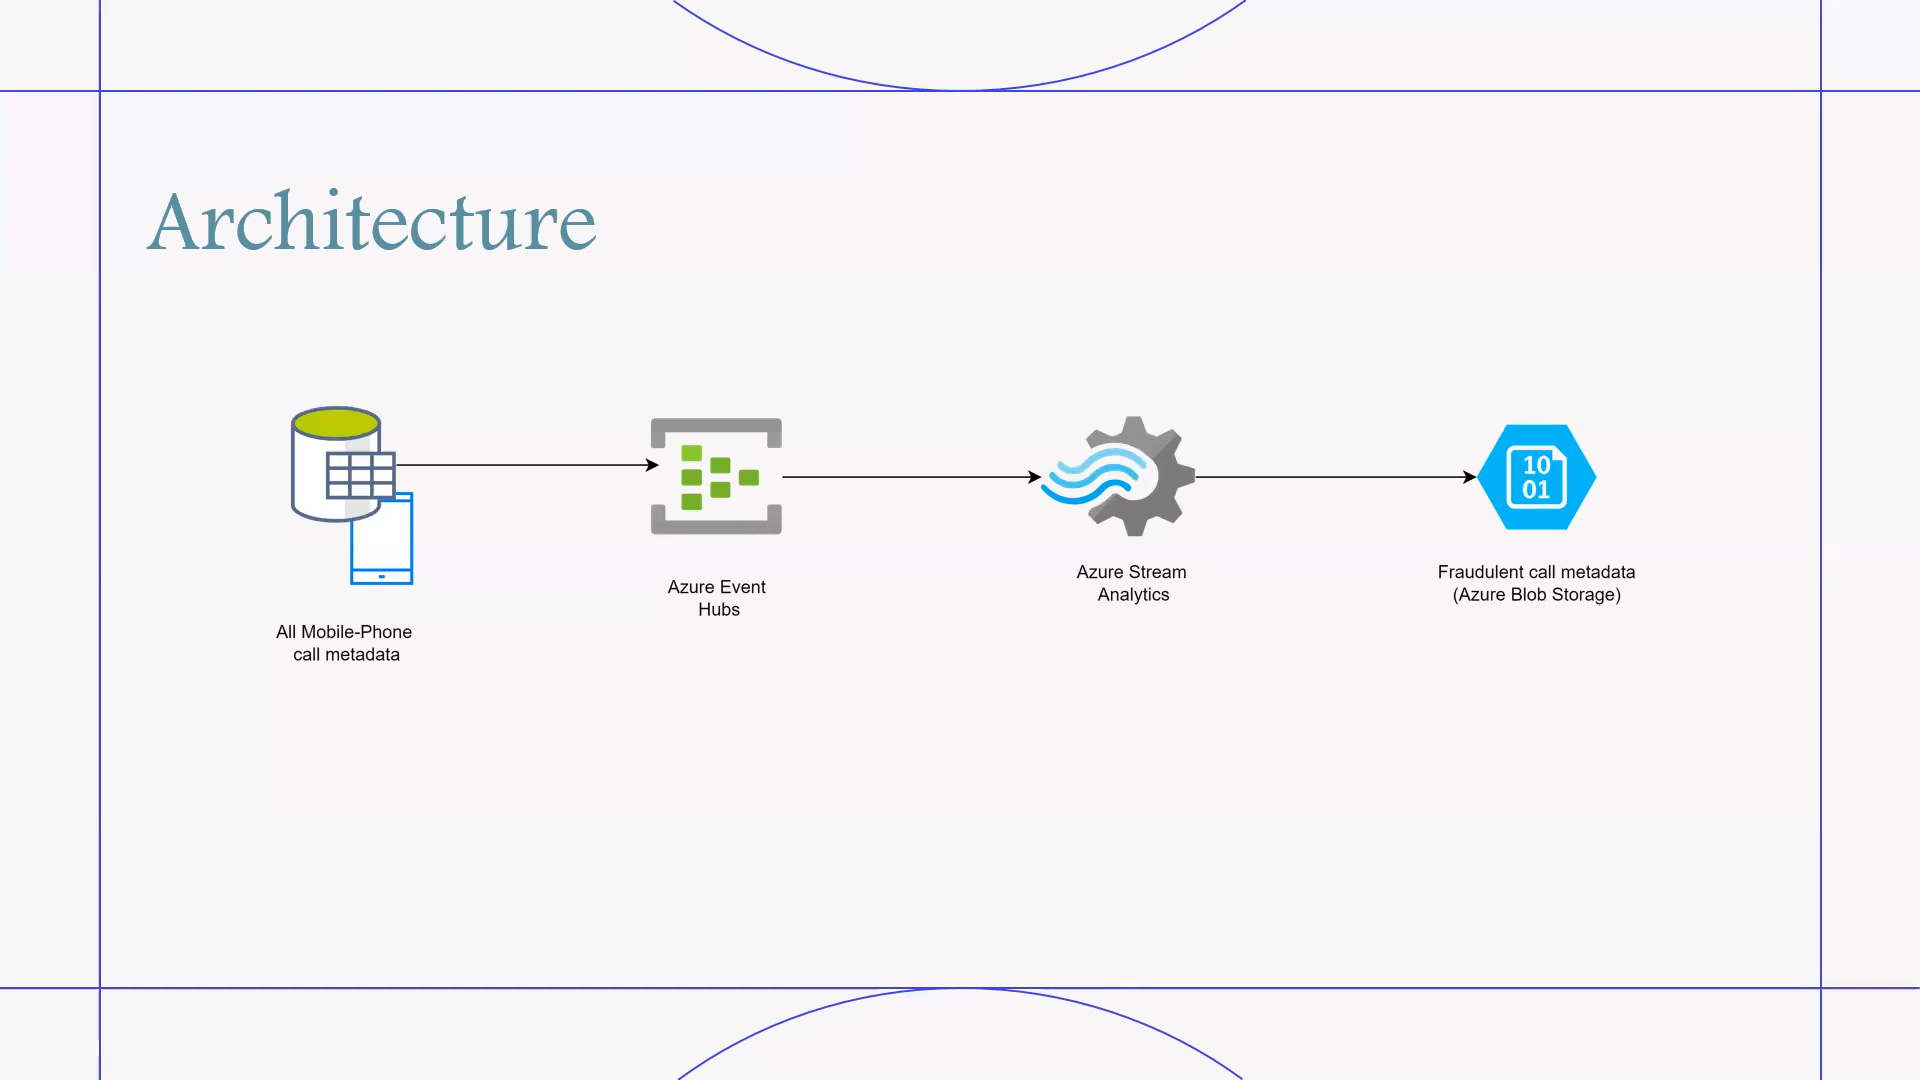 Architecture
10
01
Azure Event
Hubs
Azure Stream
Analytics
Fraudulent call metadata
(Azure Blob Storage)
All Mobile-Phone
call metadata